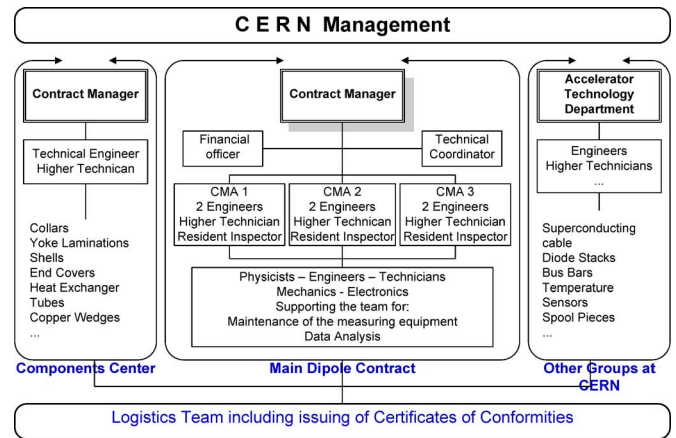 CERN Management
Contract Manager
Technical Engineer
Higher Technican
Collars
Yoke Laminations
Shells
End Covers
Heat Exchanger
Tubes
Copper Wedges
...
Components Center
Contract Manager
Financial
officer
Technical
Coordinator
CMA 1
2 Engineers
Higher Technician
Resident Inspector
CMA 2
2 Engineers
Higher Technican
Resident Inspector
CMA 3
2 Engineers
Higher Technican
Resident Inspector
Physicists – Engineers – Technicians
Mechanics - Electronics
Supporting the team for:
Maintenance of the measuring equipment
Data Analysis
Main Dipole Contract
Accelerator
Technology
Department
Engineers
Higher Technicians
...
Superconducting
cable
Diode Stacks
Bus Bars
Temperature
Sensors
Spool Pieces
...
Other Groups at
CERN
Logistics Team including issuing of Certificates of Conformities